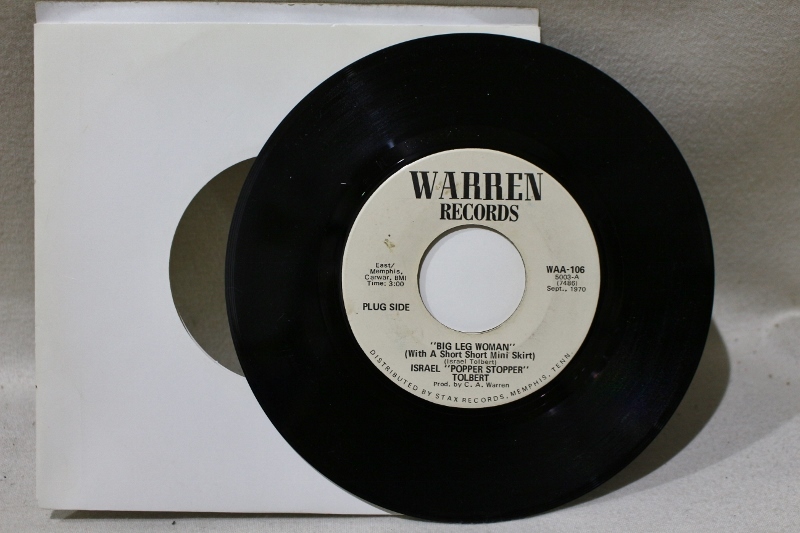 WARREN
RECORDS
East/
Memphis,
Carwar, BMI
Time: 3:00
PLUG SIDE
WAA-106
5003-A
(7486)
Sept., 1970
"BIG LEG WOMAN"
(With A Short Short Mini Skirt)
(Israel Tolbert)
ISRAEL "POPPER STOPPER"
TOLBERT
Prod. by C. A. Warren
DISTRIBUTED BY STAX RECORDS, MEMPHIS, TENN